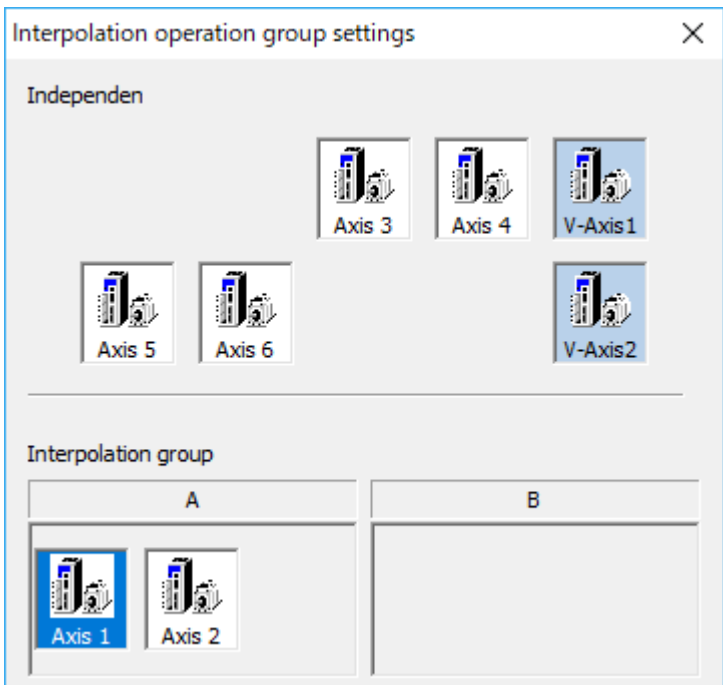 Interpolation operation group settings
Independen
Axis 3 Axis 4 V-Axis1
Axis 5 Axis 6 V-Axis2
Interpolation group
A B
Axis 1 Axis 2